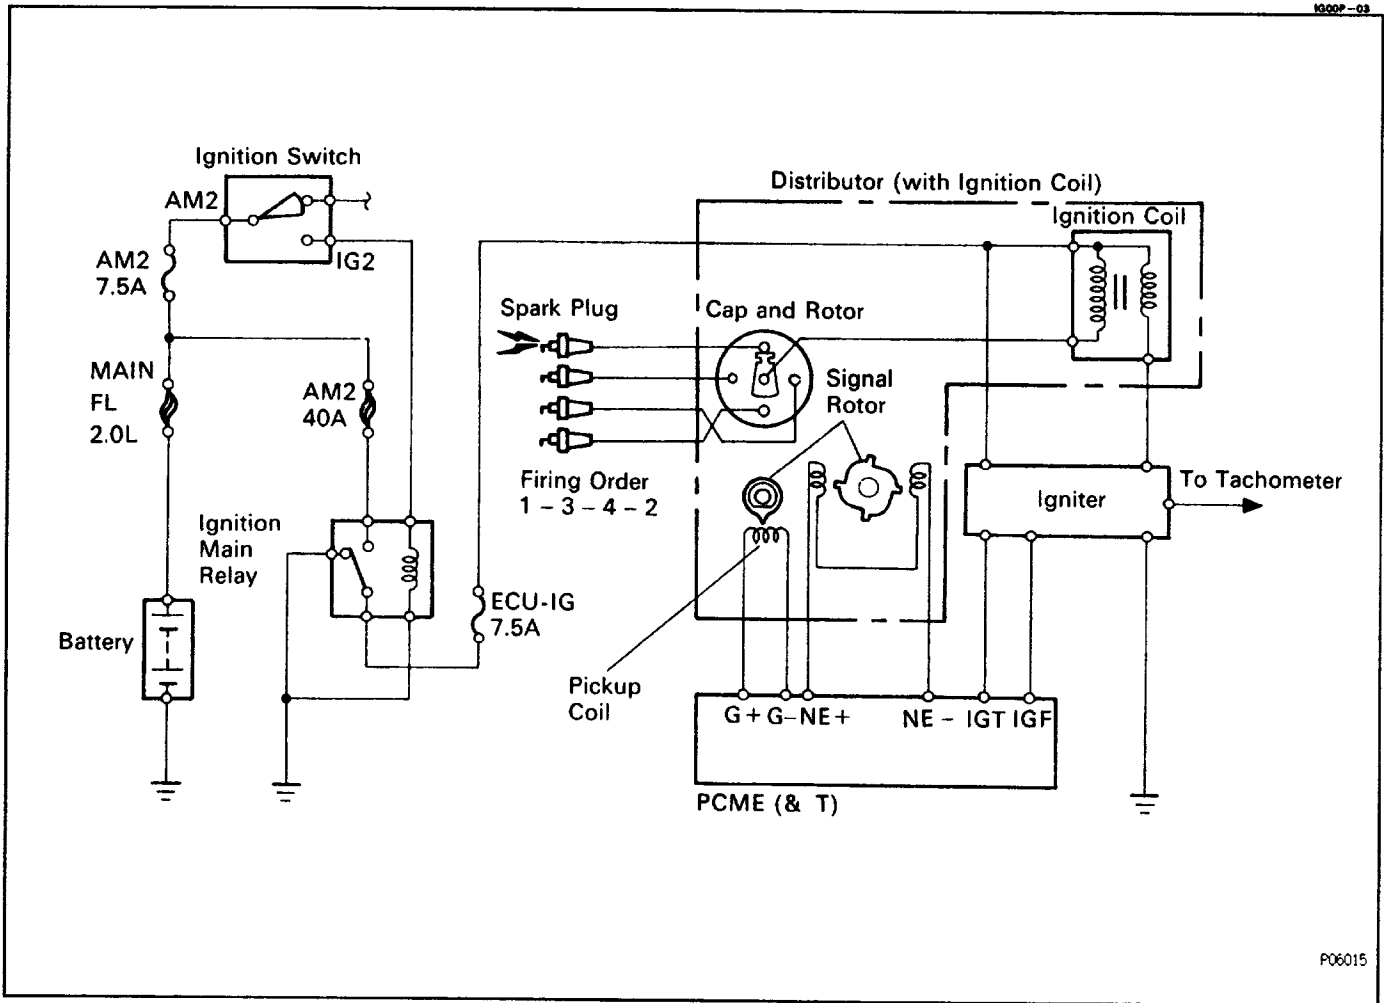 IG00P-03
Ignition Switch
AM2
IG2
AM2
7.5A
MAIN
FL
2.0L
AM2
40A
Ignition
Main
Relay
Battery
ECU-IG
7.5A
Distributor (with Ignition Coil)
Ignition Coil
Spark Plug
Cap and Rotor
Signal
Rotor
Firing Order
1 - 3 - 4 - 2
Igniter
To Tachometer
Pickup
Coil
G + G- NE + NE - IGT IGF
PCME (& T)
P06015